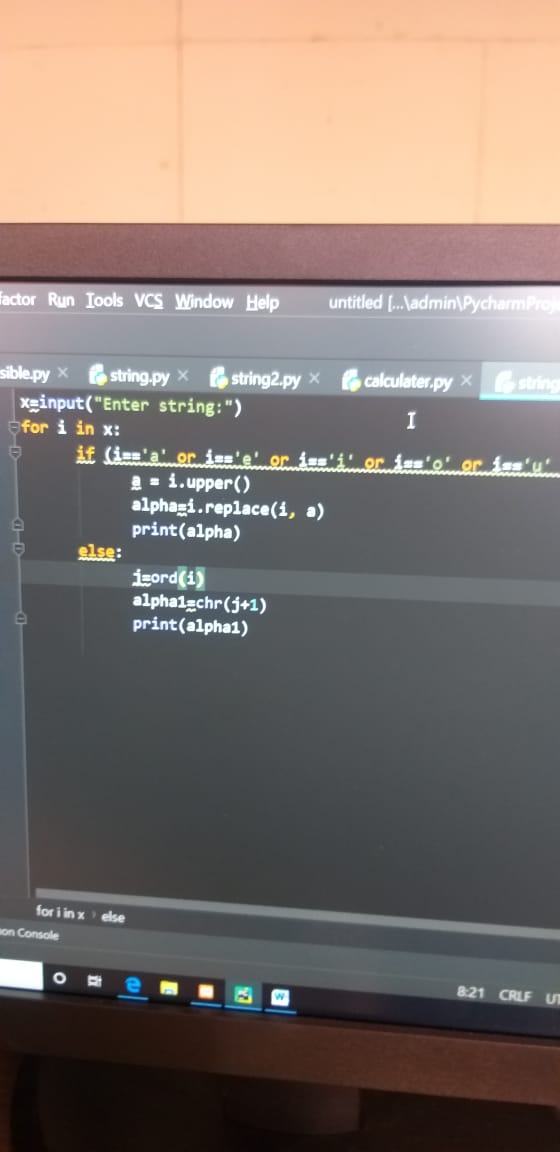 factor Run Tools VCS Window Help untitled [...\admin\PycharmProj
sible.py × string.py × string2.py × calculater.py × string
x=input("Enter string:")
for i in x:
if (i=='a' or i=='e' or i=='i' or i=='o' or i=='u'
a = i.upper()
alpha=i.replace(i, a)
print(alpha)
else:
j=ord(i)
alpha1=chr(j+1)
print(alpha1)
for i in x › else
on Console
8:21 CRLF UT